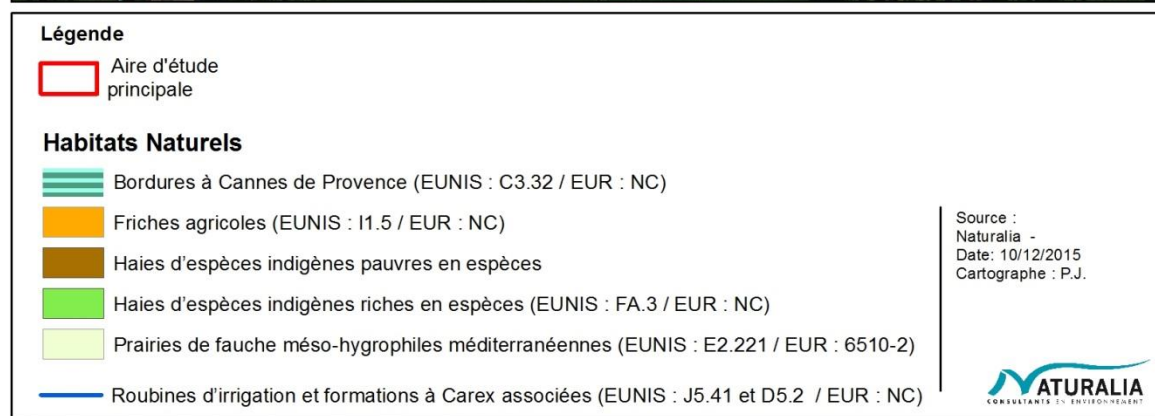 Légende
Aire d'étude
principale
Habitats Naturels
Bordures à Cannes de Provence (EUNIS : C3.32 / EUR : NC)
Friches agricoles (EUNIS : I1.5 / EUR : NC)
Haies d’espèces indigènes pauvres en espèces
Haies d’espèces indigènes riches en espèces (EUNIS : FA.3 / EUR : NC)
Prairies de fauche méso-hygrophiles méditerranéennes (EUNIS : E2.221 / EUR : 6510-2)
Roubines d’irrigation et formations à Carex associées (EUNIS : J5.41 et D5.2 / EUR : NC)
Source :
Naturalia -
Date: 10/12/2015
Cartographe : P.J.
NATURALIA
CONSULTANTS EN ENVIRONNEMENT